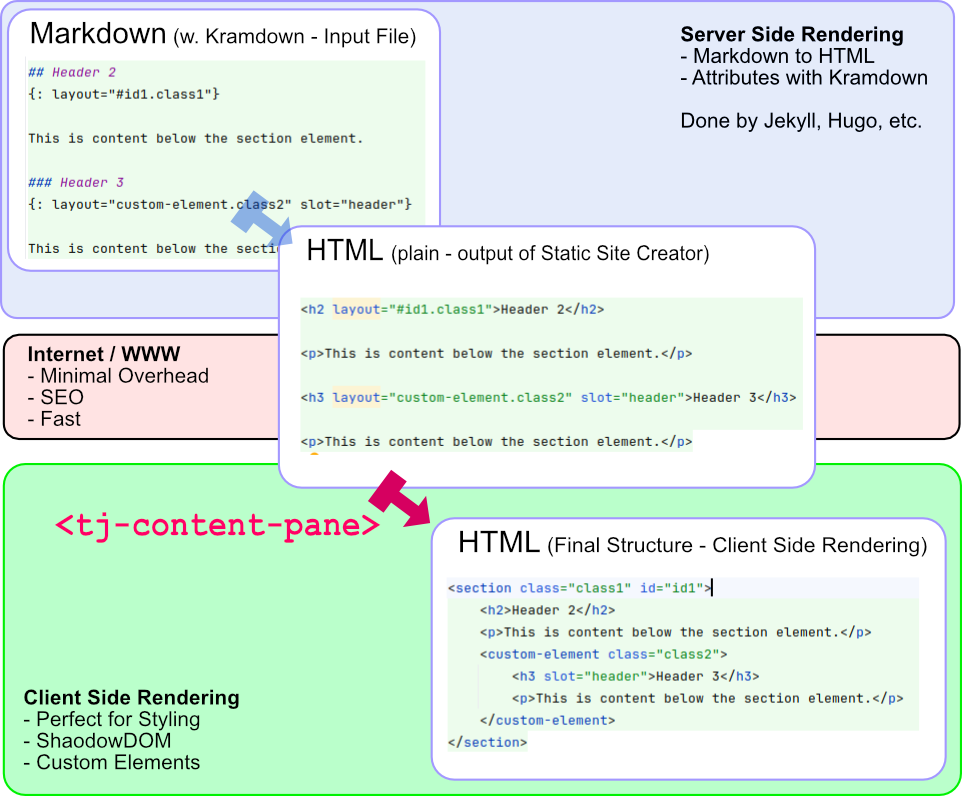 Markdown (w. Kramdown - Input File)
## Header 2
{: layout="#id1.class1"}
This is content below the section element.
### Header 3
{: layout="custom-element.class2" slot="header"}
This is content below the secti
Server Side Rendering
- Markdown to HTML
- Attributes with Kramdown
Done by Jekyll, Hugo, etc.
HTML (plain - output of Static Site Creator)
<h2 layout="#id1.class1">Header 2</h2>
<p>This is content below the section element.</p>
<h3 layout="custom-element.class2" slot="header">Header 3</h3>
<p>This is content below the section element.</p>
Internet / WWW
- Minimal Overhead
- SEO
- Fast
<tj-content-pane>
HTML (Final Structure - Client Side Rendering)
<section class="class1" id="id1">
<h2>Header 2</h2>
<p>This is content below the section element.</p>
<custom-element class="class2">
<h3 slot="header">Header 3</h3>
<p>This is content below the section element.</p>
</custom-element>
</section>
Client Side Rendering
- Perfect for Styling
- ShaodowDOM
- Custom Elements